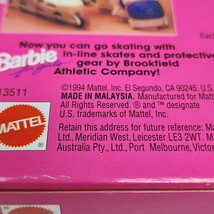 Exc
Now you can go skating with
in-line skates and protective
gear by Brookfield
Athletic Company!
Barbie
13511
©1994 Mattel, Inc. El Segundo, CA 90245. U.S.
MADE IN MALAYSIA. Manufactured for Matt
All Rights Reserved. ® and ™ designate
U.S. trademarks of Mattel, Inc.
MATTEL
Retain this address for future reference: Matt
Ltd., Meridian West, Leicester LE3 2WT. M
Australia Pty., Ltd., Port Melbourne, Victor
MATTEL